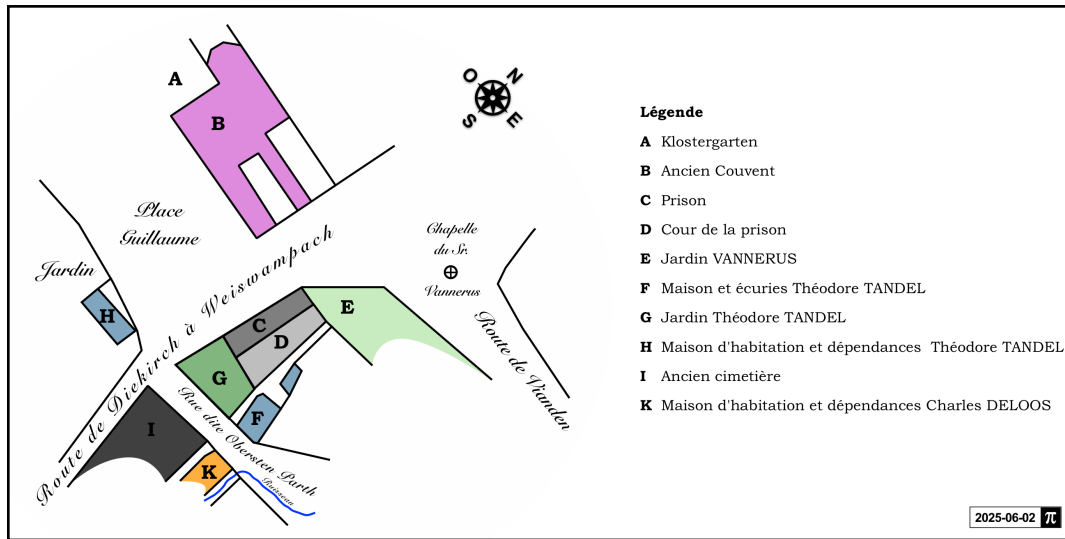 A
B
O N
S E
Place
Guillaume
Chapelle
du Sr.
Vannerus
Jardin
H
Route de Diekirch à Weiswampach
C
D
E
G
F
I
K
Rue dite Obersten Parth
Ruisseau
Route de Vianden
Légende
A Klostergarten
B Ancien Couvent
C Prison
D Cour de la prison
E Jardin VANNERUS
F Maison et écuries Théodore TANDEL
G Jardin Théodore TANDEL
H Maison d'habitation et dépendances Théodore TANDEL
I Ancien cimetière
K Maison d'habitation et dépendances Charles DELOOS
2025-06-02 π